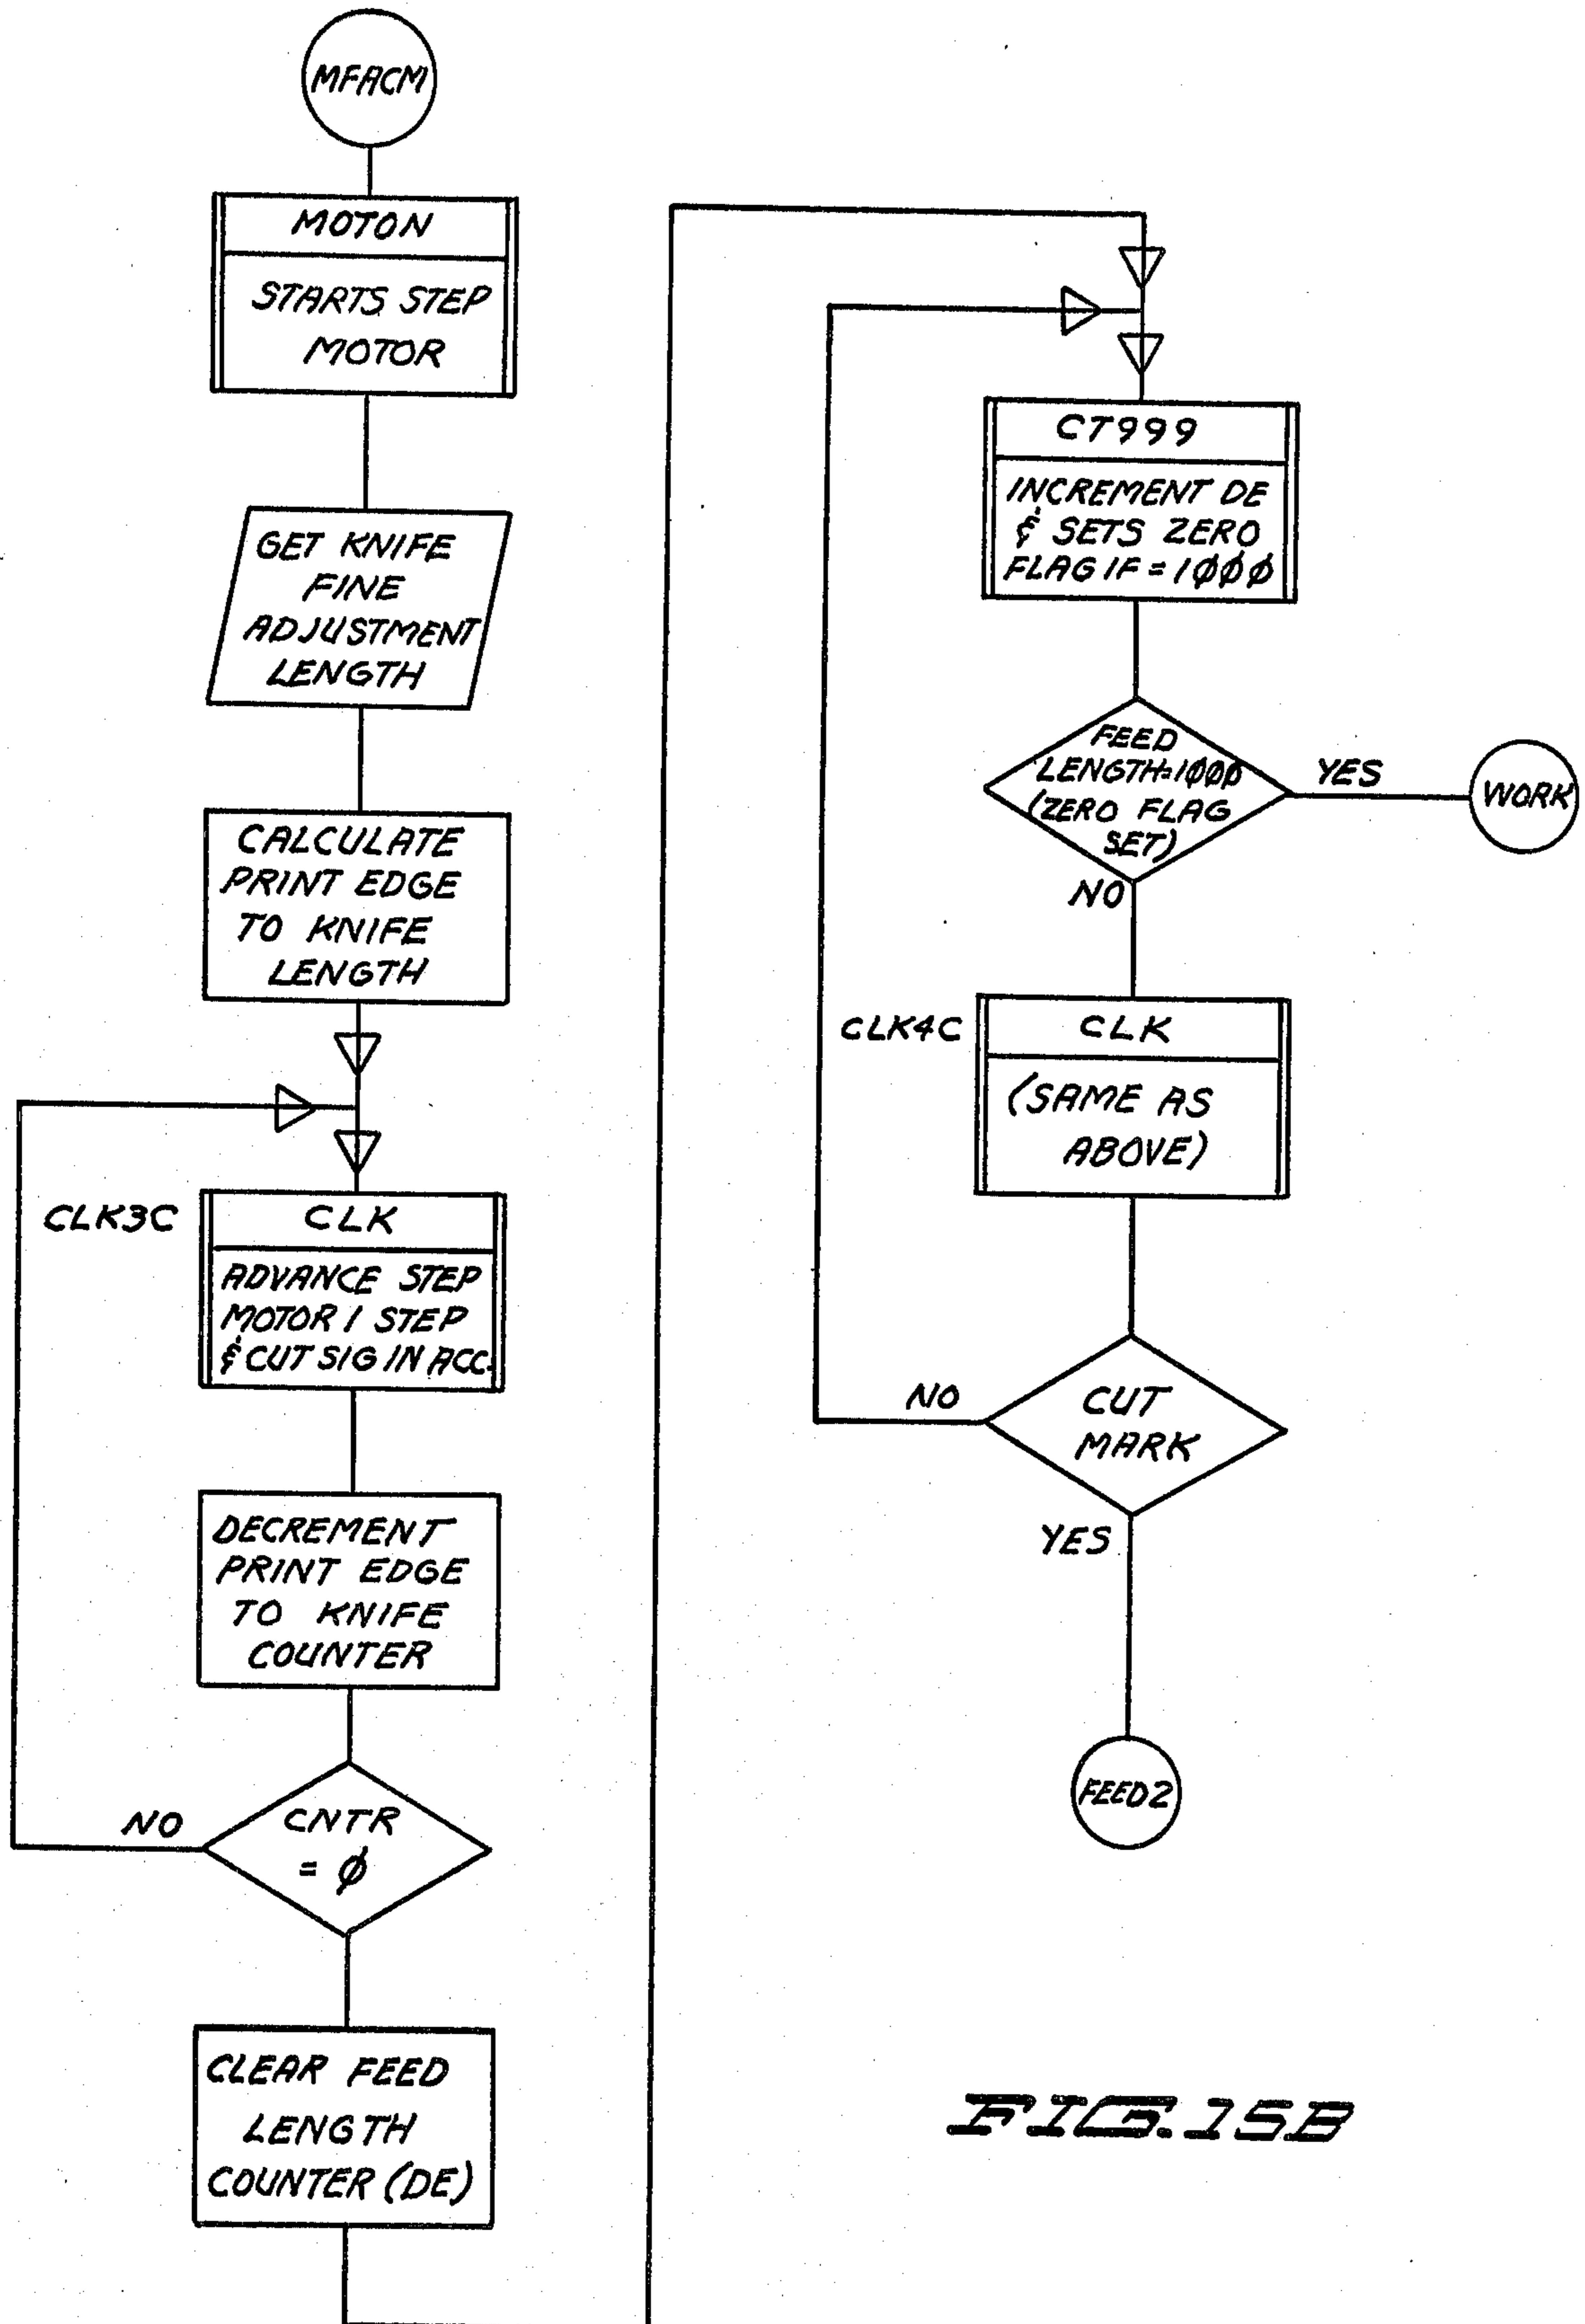 MFACM
MOTON
STARTS STEP
MOTOR
GET KNIFE
FINE
ADJUSTMENT
LENGTH
CALCULATE
PRINT EDGE
TO KNIFE
LENGTH
CLK3C
CLK
ADVANCE STEP
MOTOR 1 STEP
& CUT SIG IN ACC.
DECREMENT
PRINT EDGE
TO KNIFE
COUNTER
NO
CNTR
= Ø
CLEAR FEED
LENGTH
COUNTER (DE)
CT999
INCREMENT DE
& SETS ZERO
FLAG IF = 1ØØØ
FEED
LENGTH=1ØØØ
(ZERO FLAG
SET)
YES
WORK
NO
CLK4C
CLK
(SAME AS
ABOVE)
NO
CUT
MARK
YES
FEED2
FIG. 15B